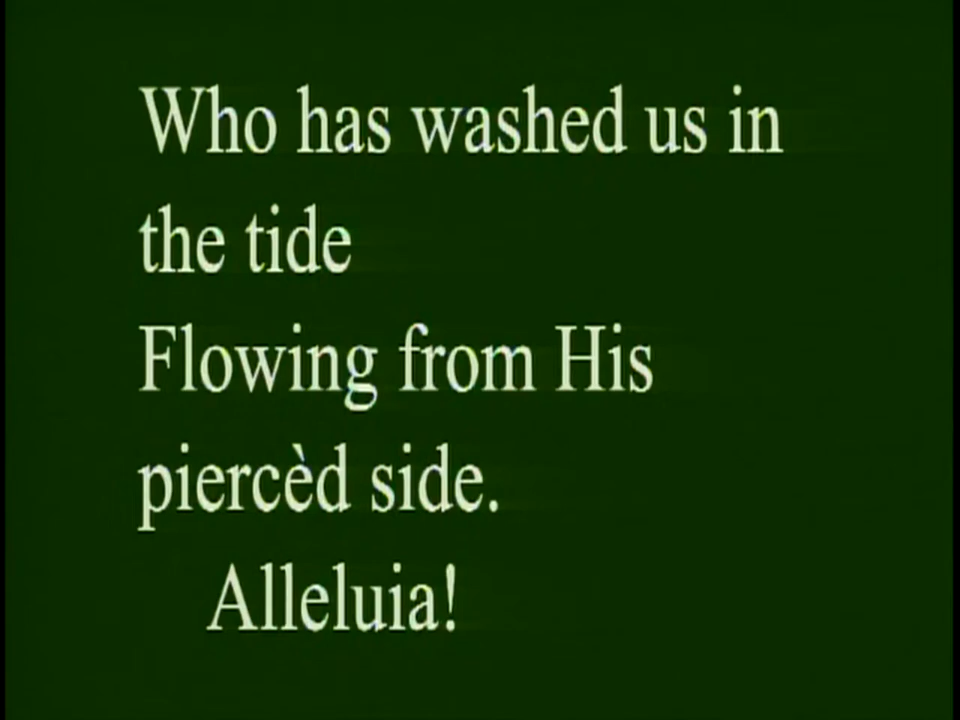 Who has washed us in
the tide
Flowing from His
piercèd side.
Alleluia!